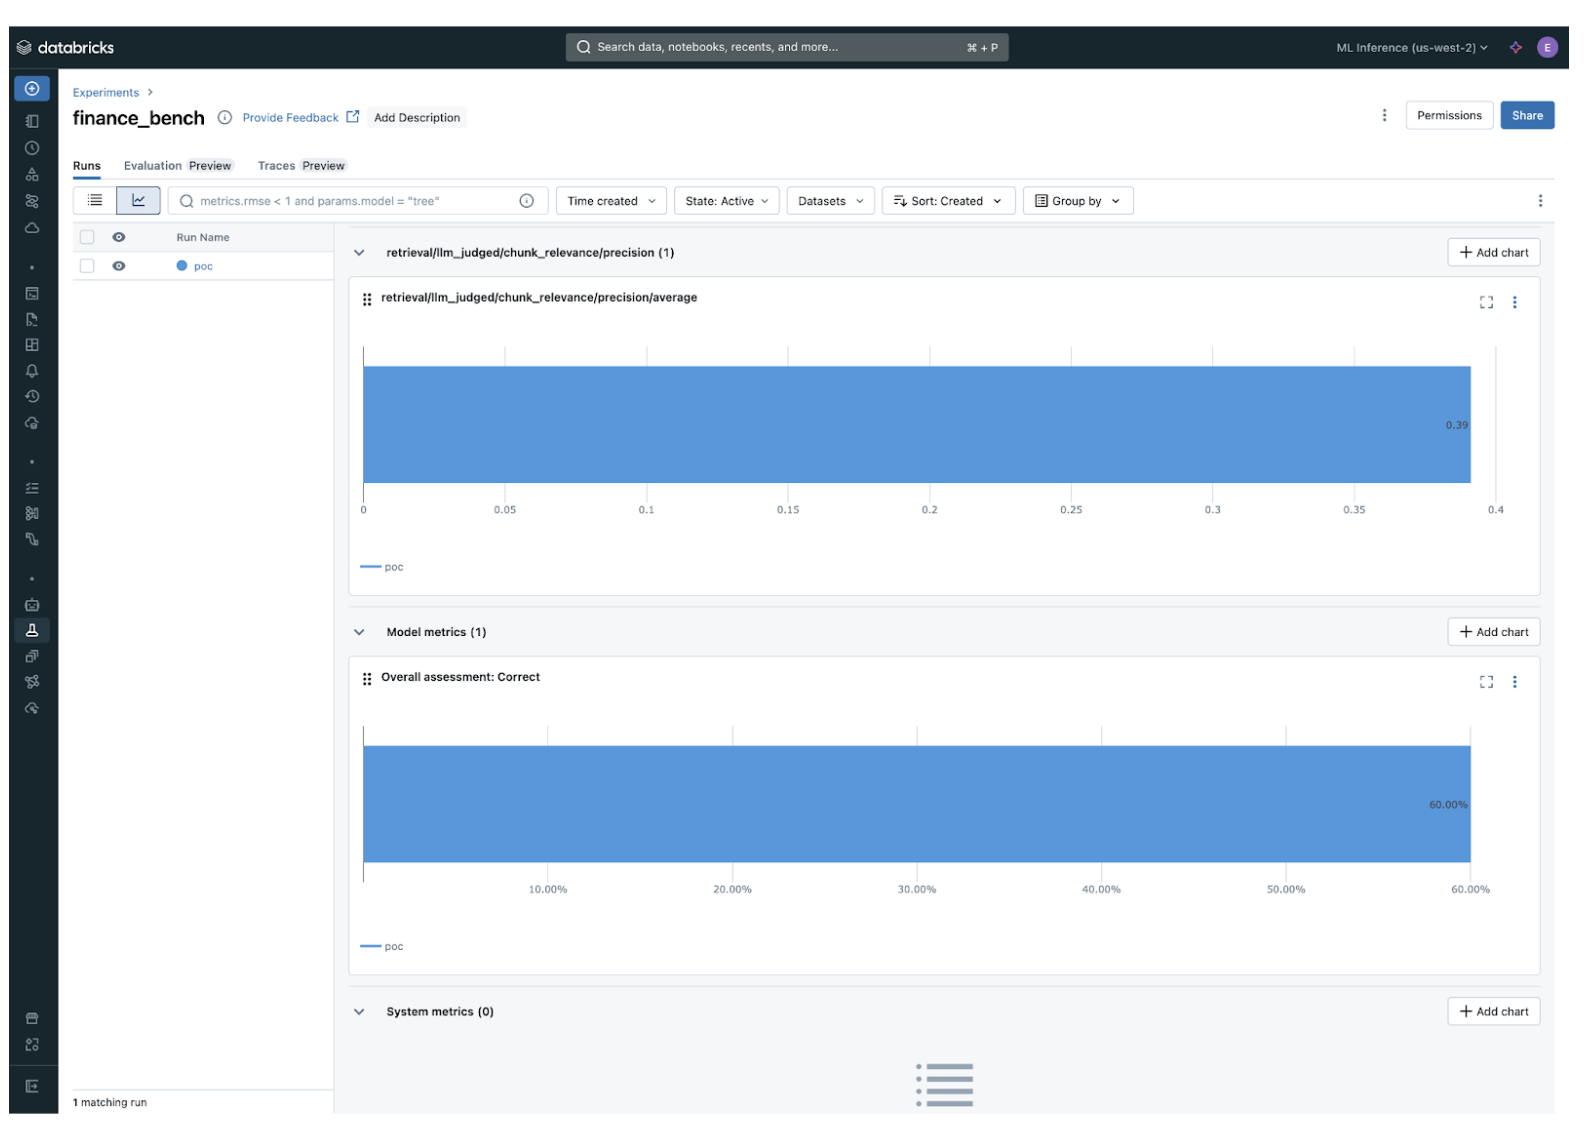 databricks
Search data, notebooks, recents, and more...
⌘ + P
ML Inference (us-west-2)
E
Experiments >
finance_bench
Provide Feedback
Add Description
Permissions
Share
Runs
Evaluation Preview
Traces Preview
metrics.rmse < 1 and params.model = "tree"
Time created
State: Active
Datasets
Sort: Created
Group by
Run Name
poc
retrieval/llm_judged/chunk_relevance/precision (1)
+ Add chart
retrieval/llm_judged/chunk_relevance/precision/average
0.39
0 0.05 0.1 0.15 0.2 0.25 0.3 0.35 0.4
poc
Model metrics (1)
+ Add chart
Overall assessment: Correct
60.00%
10.00% 20.00% 30.00% 40.00% 50.00% 60.00%
poc
System metrics (0)
+ Add chart
1 matching run